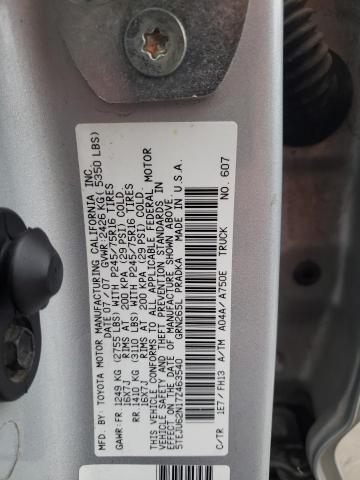 MFD. BY: TOYOTA MOTOR MANUFACTURING CALIFORNIA INC
DATE 07/07 GVWR 2426 KG ( 5350 LBS)
GAWR:FR 1249 KG (2755 LBS) WITH P245/75R16 TIRES
16X7J RIMS AT 200 KPA (29 PSI) COLD.
RR 1410 KG (3110 LBS) WITH P245/75R16 TIRES
16X7J RIMS AT 200 KPA (29 PSI) COLD.
THIS VEHICLE CONFORMS TO ALL APPLICABLE FEDERAL MOTOR
VEHICLE SAFETY AND THEFT PREVENTION STANDARDS IN
EFFECT ON THE DATE OF MANUFACTURE SHOWN ABOVE.
5TEJU62N17Z463540 GRN265L PRADKA MADE IN U.S.A.
C/TR 1E7/ FH13 A/TM A04A/ A750E TRUCK NO. 607